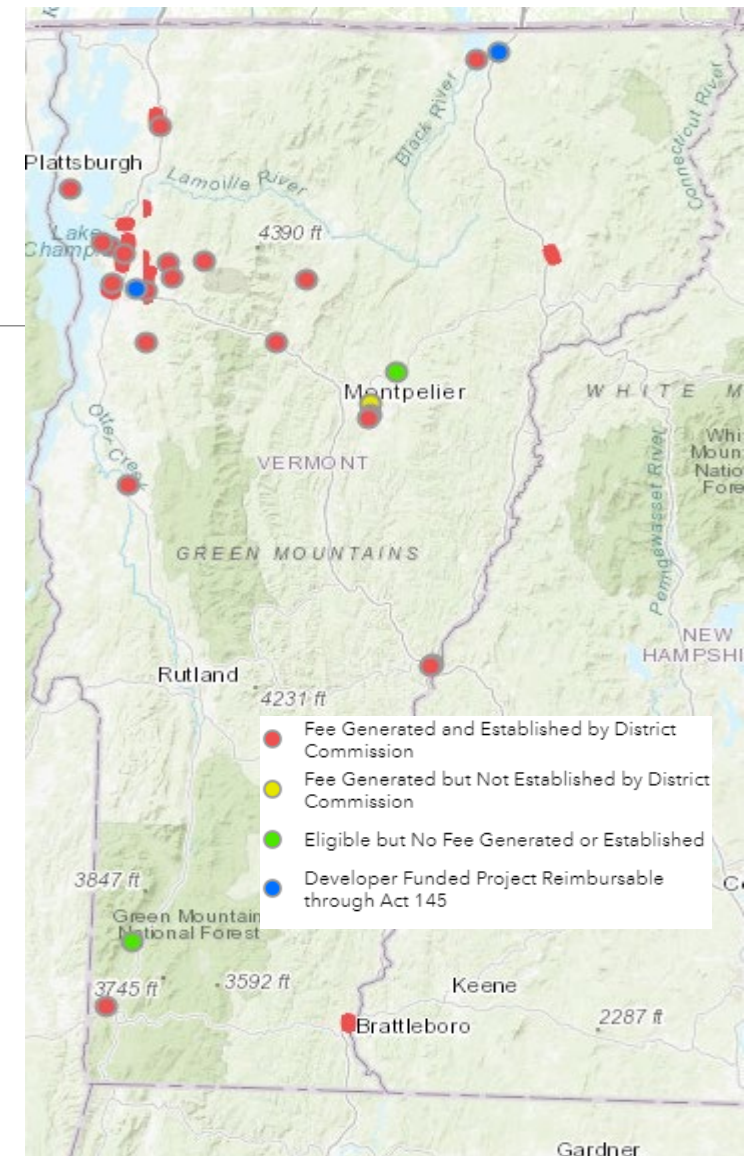 Plattsburgh
Lamoille River
Black River
Connecticut River
Lake
Champl
4390 ft
Montpelier
WHITE M
Otter Creek
VERMONT
Whi
Moun
Natio
Fore
Pemigewasset River
GREEN MOUNTAINS
NEW
HAMPSHI
Rutland
4231 ft
Fee Generated and Established by District
Commission
Fee Generated but Not Established by District
Commission
Eligible but No Fee Generated or Established
Developer Funded Project Reimbursable
through Act 145
3847 ft
Green Mountain
National Forest
3745 ft
3592 ft
Keene
2287 ft
Brattleboro
Gardner